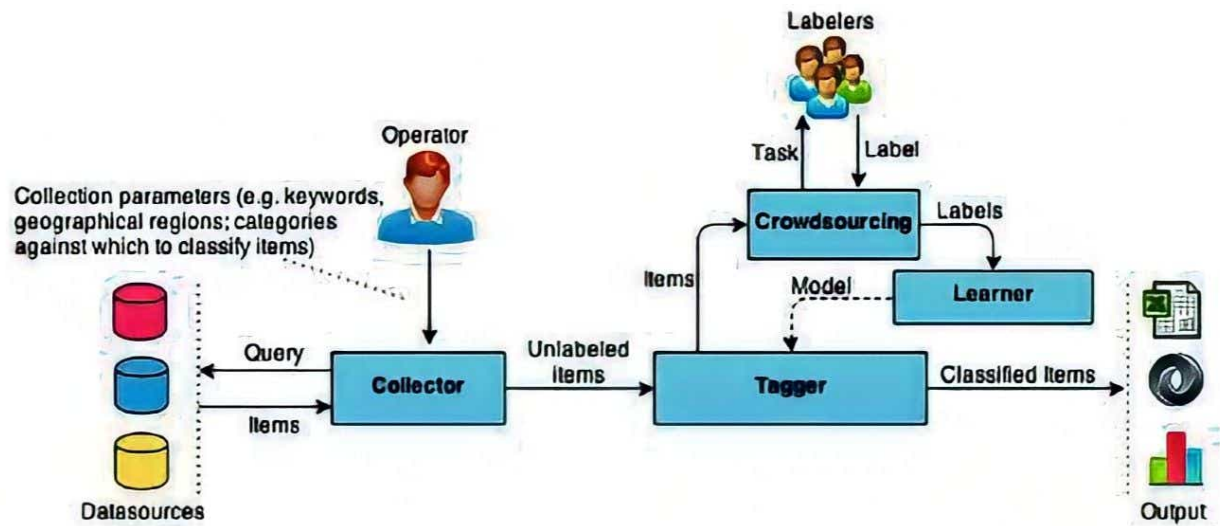 Labelers
Operator
Task
Label
Collection parameters (e.g. keywords,
geographical regions; categories
against which to classify items)
Crowdsourcing
Labels
Items
Model
Learner
Query
Collector
Unlabeled
items
Tagger
Classified items
Items
Datasources
Output